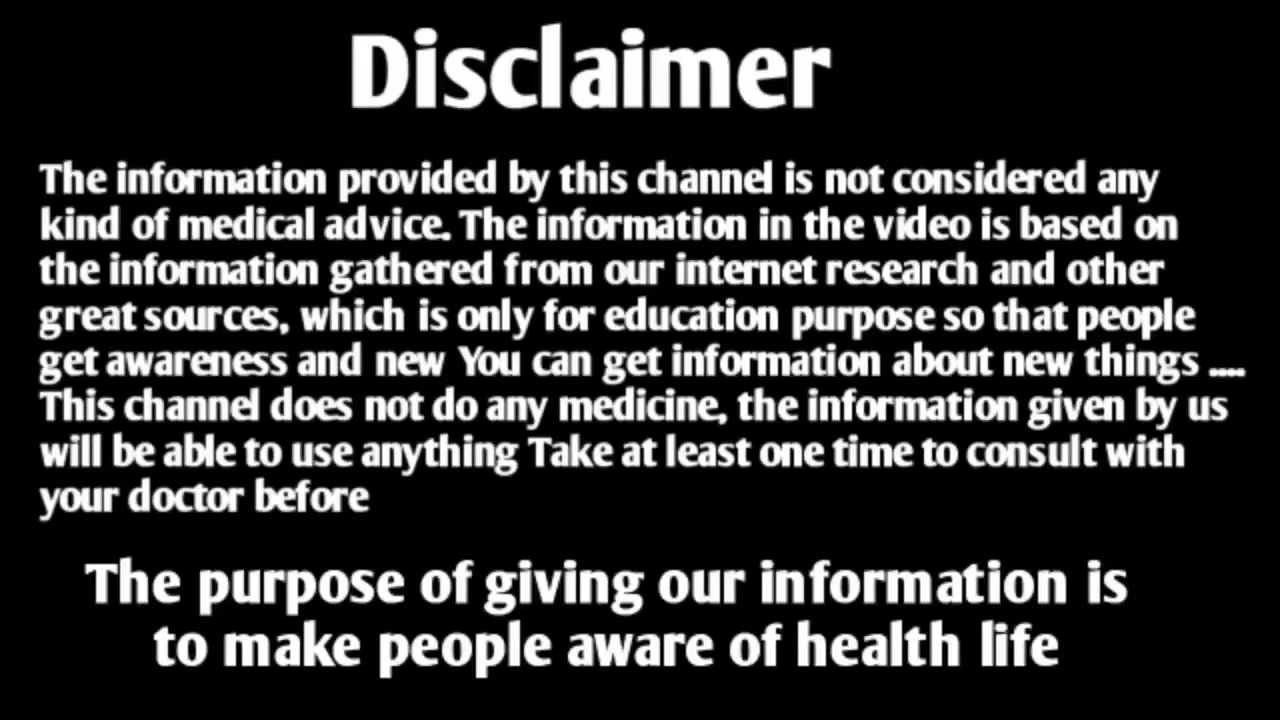 Disclaimer
The information provided by this channel is not considered any
kind of medical advice. The information in the video is based on
the information gathered from our internet research and other
great sources, which is only for education purpose so that people
get awareness and new You can get information about new things ....
This channel does not do any medicine, the information given by us
will be able to use anything Take at least one time to consult with
your doctor before
The purpose of giving our information is
to make people aware of health life